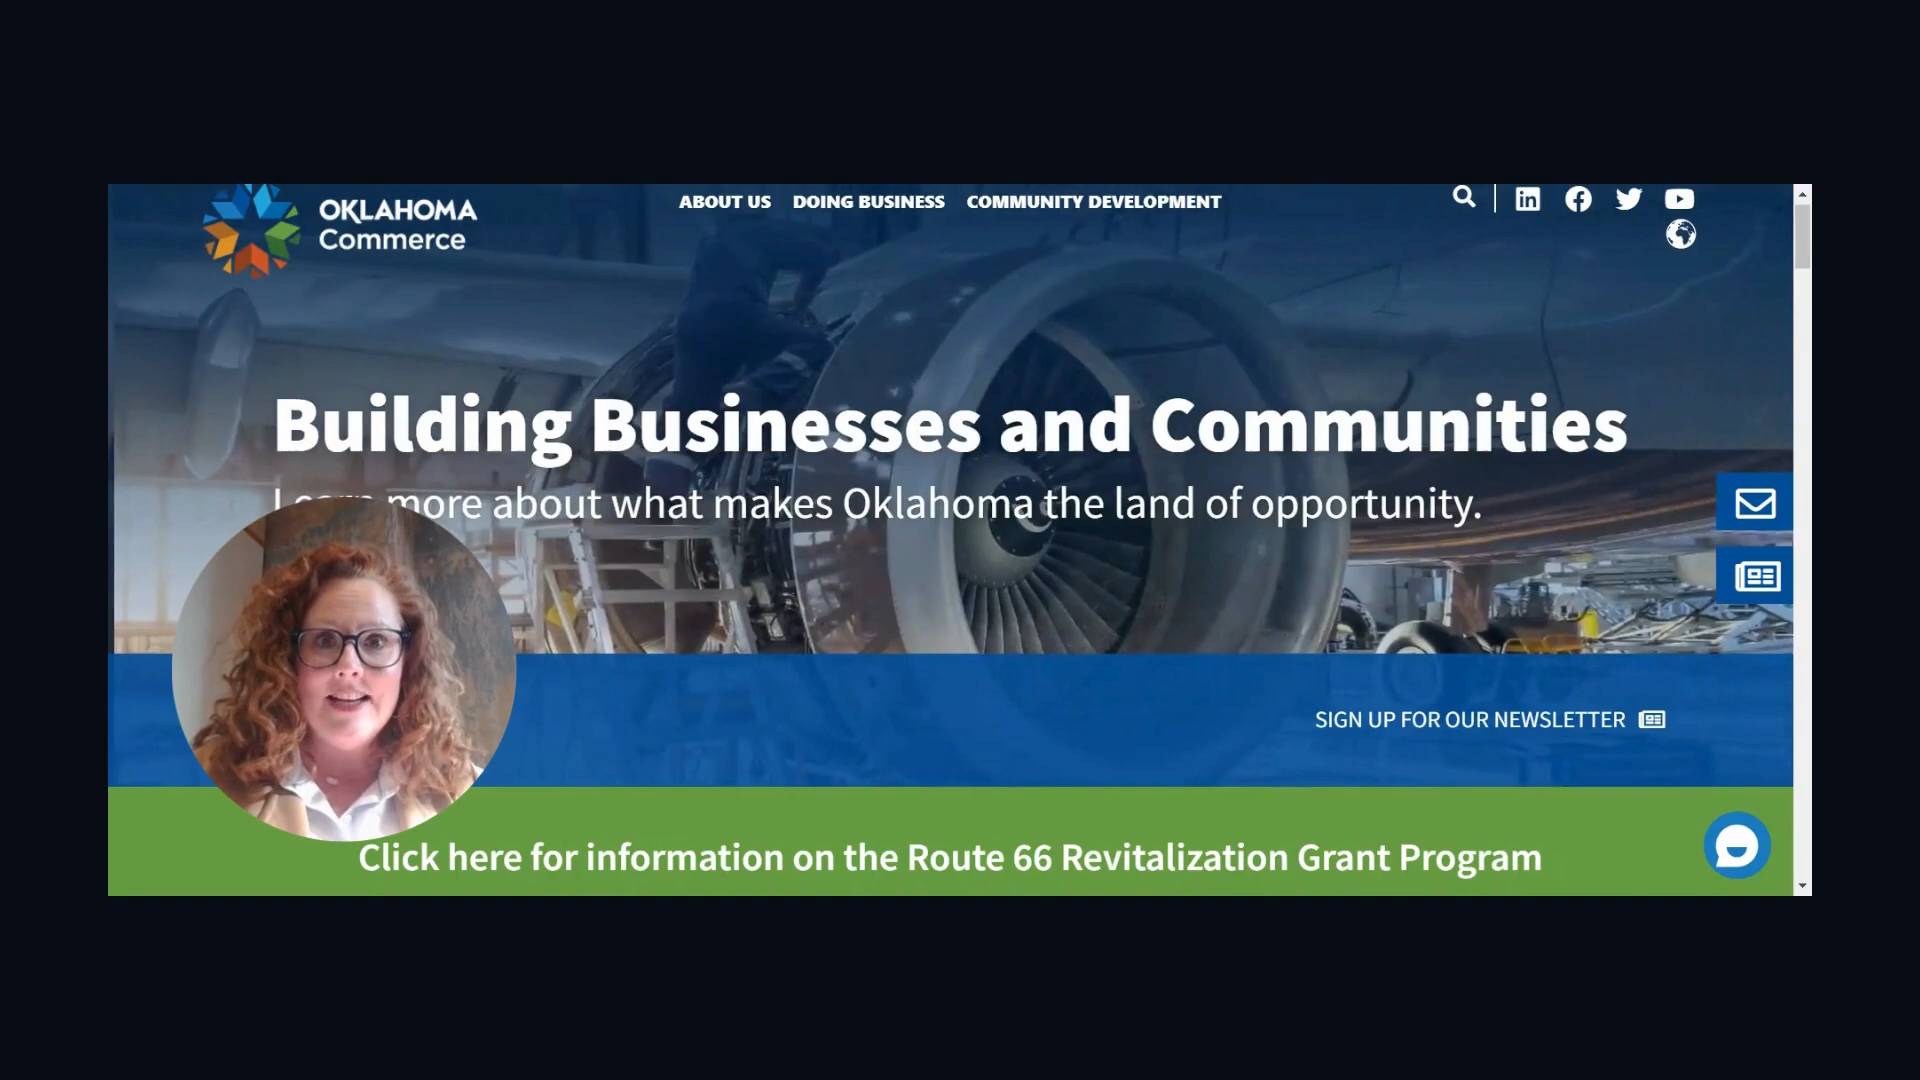 OKLAHOMA
Commerce
ABOUT US DOING BUSINESS COMMUNITY DEVELOPMENT
Building Businesses and Communities
Learn more about what makes Oklahoma the land of opportunity.
SIGN UP FOR OUR NEWSLETTER
Click here for information on the Route 66 Revitalization Grant Program